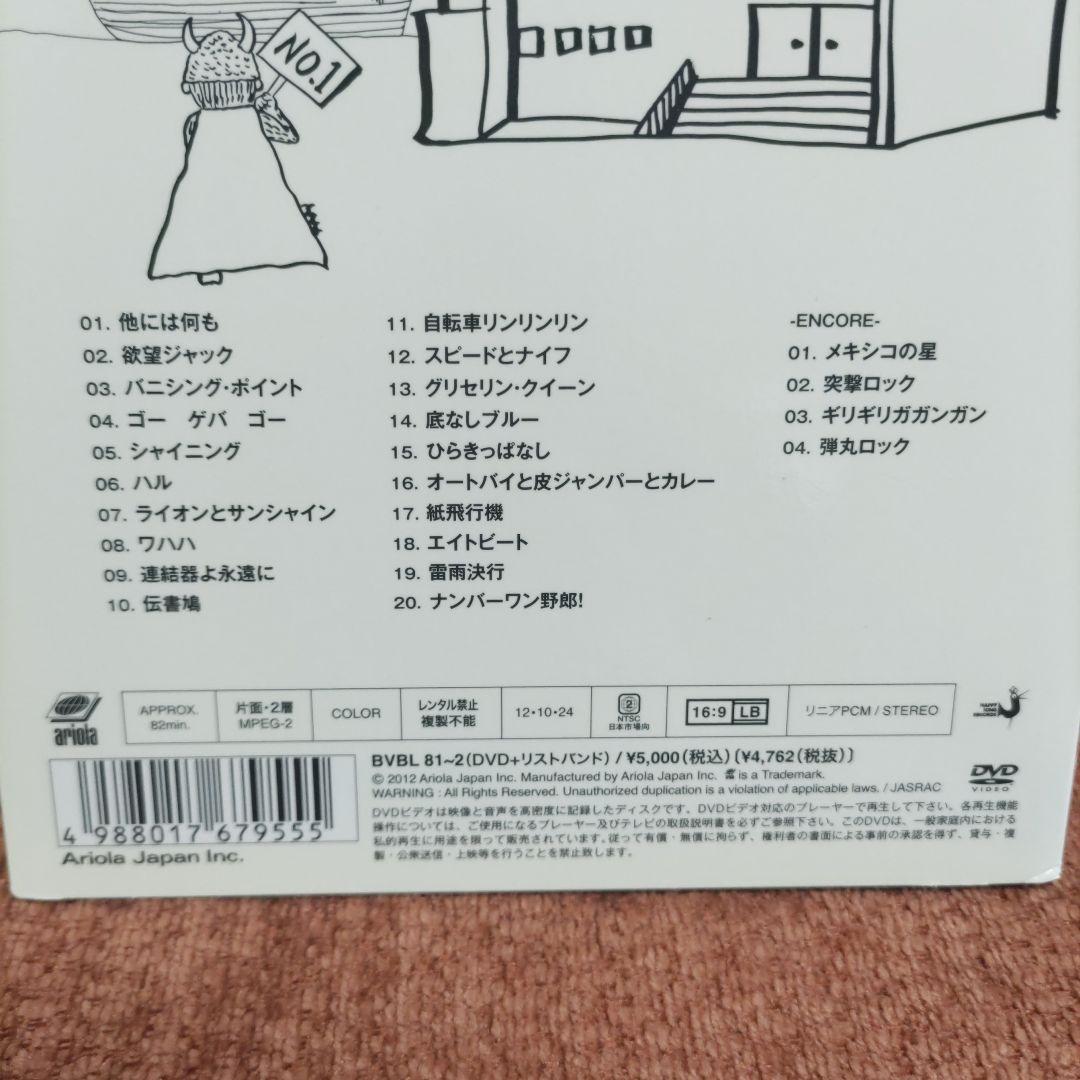 NO.1
01. 他には何も
02. 欲望ジャック
03. バニシング・ポイント
04. ゴー ゲバ ゴー
05. シャイニング
06. ハル
07. ライオンとサンシャイン
08. ワハハ
09. 連結器よ永遠に
10. 伝書鳩
11. 自転車リンリンリン
12. スピードとナイフ
13. グリセリン・クイーン
14. 底なしブルー
15. ひらきっぱなし
16. オートバイと皮ジャンパーとカレー
17. 紙飛行機
18. エイトビート
19. 雷雨決行
20. ナンバーワン野郎!
-ENCORE-
01. メキシコの星
02. 突撃ロック
03. ギリギリガガンガン
04. 弾丸ロック
ariola
APPROX.
82min.
片面・2層
MPEG-2
COLOR
レンタル禁止
複製不能
12・10・24
2
NTSC
日本市場向
16:9 LB
リニアPCM / STEREO
HAPPY
SONG
RECORDS
BVBL 81~2(DVD+リストバンド) / ¥5,000(税込)〔¥4,762(税抜)〕
© 2012 Ariola Japan Inc. Manufactured by Ariola Japan Inc. is a Trademark.
WARNING : All Rights Reserved. Unauthorized duplication is a violation of applicable laws. / JASRAC
DVD
VIDEO
DVDビデオは映像と音声を高密度に記録したディスクです。DVDビデオ対応のプレーヤーで再生して下さい。各再生機能
操作については、ご使用になるプレーヤー及びテレビの取扱説明書を必ずご参照下さい。このDVDは、一般家庭内における
私的再生に用途を限って販売されています。従って有償・無償に拘らず、権利者の書面による事前の承認を得ず、貸与・複
製・公衆送信・上映等を行うことを禁止致します。
4 988017 679555
Ariola Japan Inc.